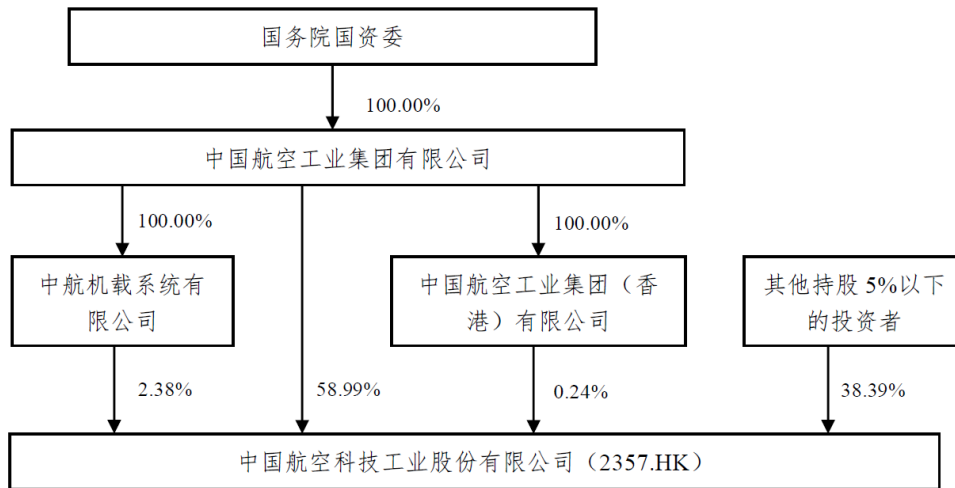 国务院国资委
100.00%
中国航空工业集团有限公司
100.00%
100.00%
中航机载系统有
限公司
中国航空工业集团（香
港）有限公司
其他持股 5%以下
的投资者
2.38%
58.99%
0.24%
38.39%
中国航空科技工业股份有限公司（2357.HK）